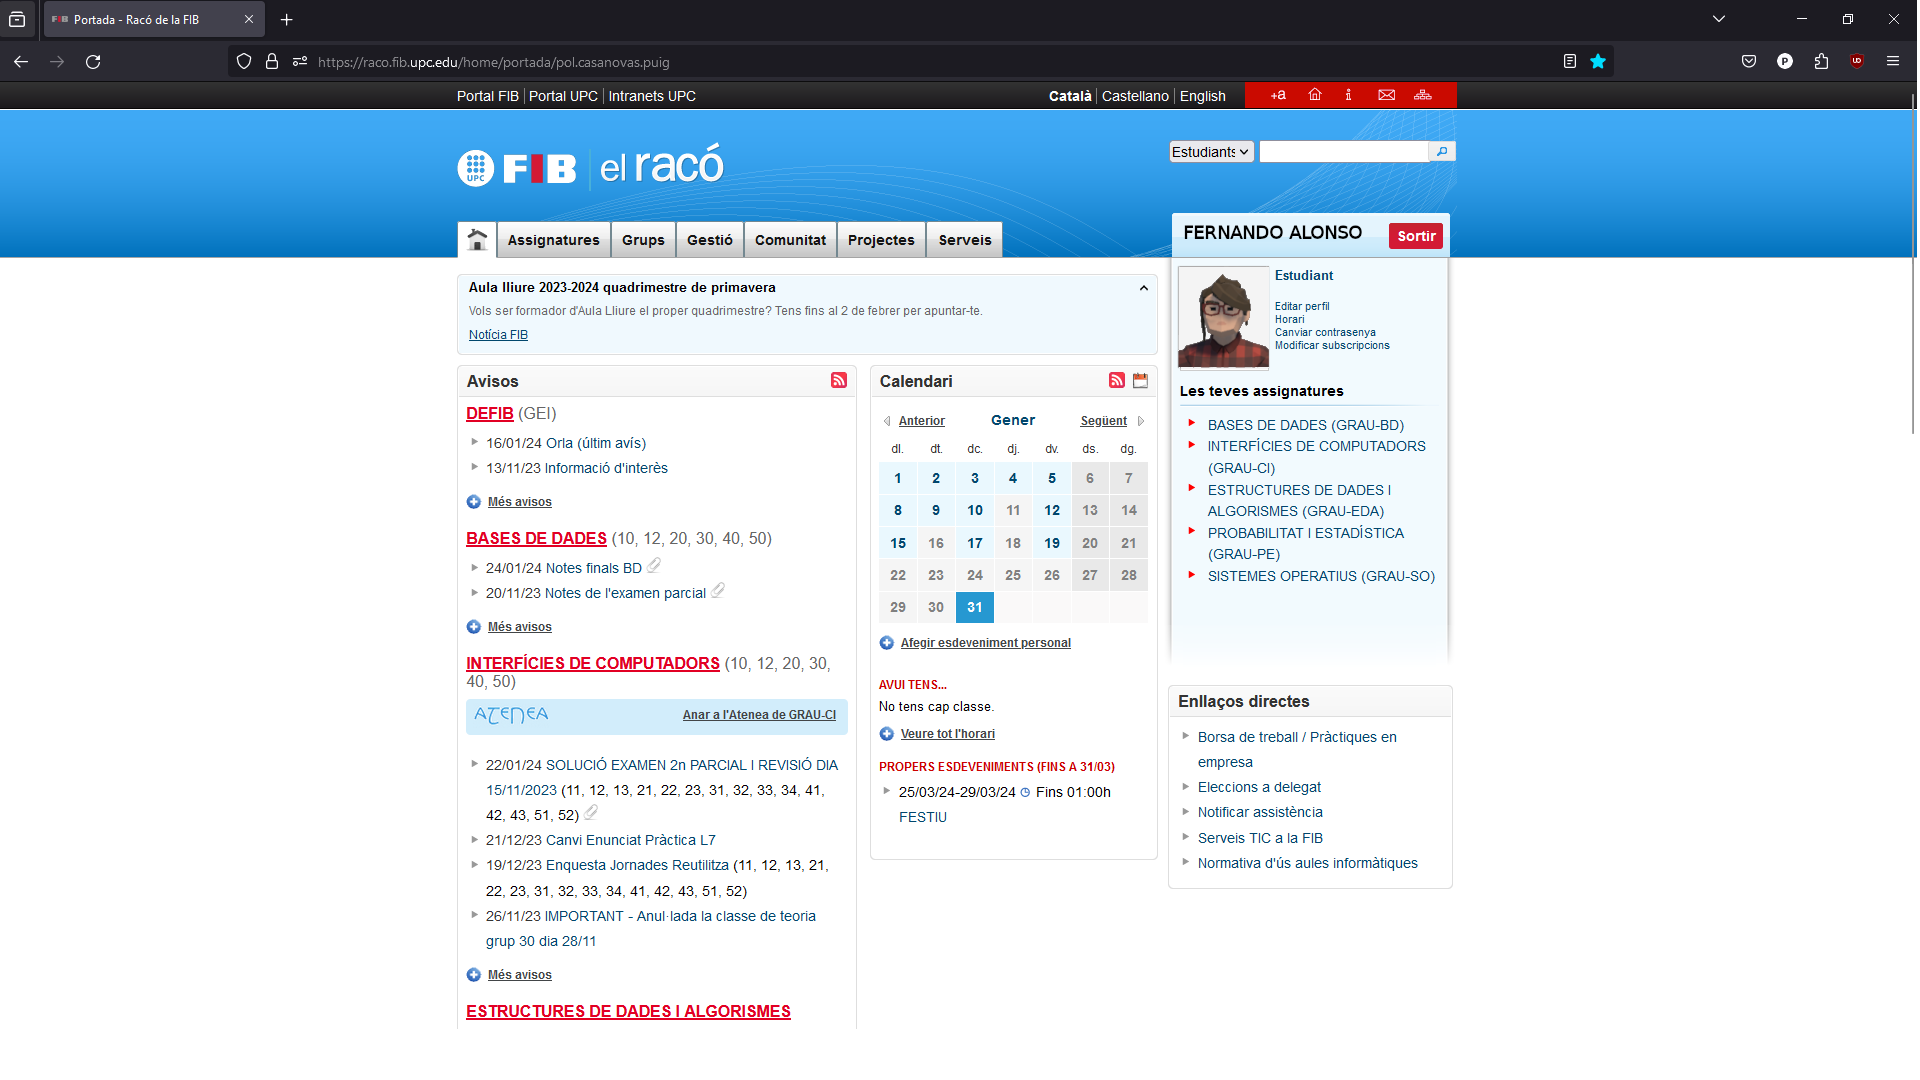 FIB Portada - Racó de la FIB
https://raco.fib.upc.edu/home/portada/pol.casanovas.puig
P
UD
Portal FIB | Portal UPC | Intranets UPC
Català | Castellano | English
+a
UPC FIB el racó
Estudiants
Assignatures
Grups
Gestió
Comunitat
Projectes
Serveis
FERNANDO ALONSO
Sortir
Estudiant
Editar perfil
Horari
Canviar contrasenya
Modificar subscripcions
Les teves assignatures
BASES DE DADES (GRAU-BD)
INTERFÍCIES DE COMPUTADORS
(GRAU-CI)
ESTRUCTURES DE DADES I
ALGORISMES (GRAU-EDA)
PROBABILITAT I ESTADÍSTICA
(GRAU-PE)
SISTEMES OPERATIUS (GRAU-SO)
Aula lliure 2023-2024 quadrimestre de primavera
Vols ser formador d'Aula Lliure el proper quadrimestre? Tens fins al 2 de febrer per apuntar-te.
Notícia FIB
Avisos
DEFIB (GEI)
16/01/24 Orla (últim avís)
13/11/23 Informació d'interès
Més avisos
BASES DE DADES (10, 12, 20, 30, 40, 50)
24/01/24 Notes finals BD
20/11/23 Notes de l'examen parcial
Més avisos
INTERFÍCIES DE COMPUTADORS (10, 12, 20, 30,
40, 50)
ATENEA
Anar a l'Atenea de GRAU-CI
22/01/24 SOLUCIÓ EXAMEN 2n PARCIAL I REVISIÓ DIA
15/11/2023 (11, 12, 13, 21, 22, 23, 31, 32, 33, 34, 41,
42, 43, 51, 52)
21/12/23 Canvi Enunciat Pràctica L7
19/12/23 Enquesta Jornades Reutilitza (11, 12, 13, 21,
22, 23, 31, 32, 33, 34, 41, 42, 43, 51, 52)
26/11/23 IMPORTANT - Anul·lada la classe de teoria
grup 30 dia 28/11
Més avisos
ESTRUCTURES DE DADES I ALGORISMES
Calendari
Anterior Gener Següent
dl. dt. dc. dj. dv. ds. dg.
1 2 3 4 5 6 7
8 9 10 11 12 13 14
15 16 17 18 19 20 21
22 23 24 25 26 27 28
29 30 31
Afegir esdeveniment personal
AVUI TENS...
No tens cap classe.
Veure tot l'horari
PROPERS ESDEVENIMENTS (FINS A 31/03)
25/03/24-29/03/24 Fins 01:00h
FESTIU
Enllaços directes
Borsa de treball / Pràctiques en
empresa
Eleccions a delegat
Notificar assistència
Serveis TIC a la FIB
Normativa d'ús aules informàtiques